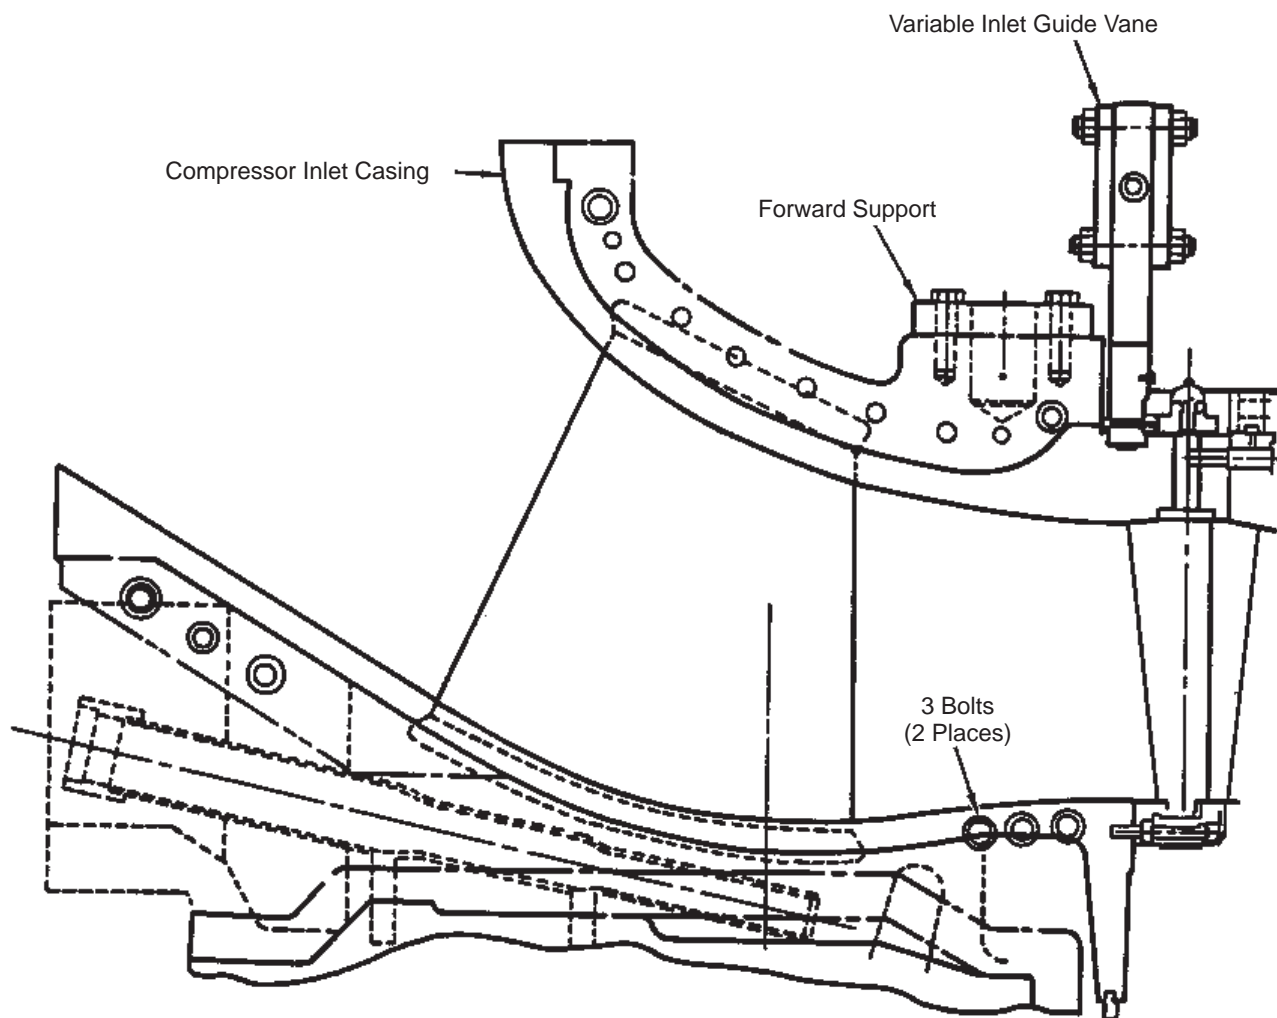 Variable Inlet Guide Vane
Compressor Inlet Casing
Forward Support
3 Bolts
(2 Places)